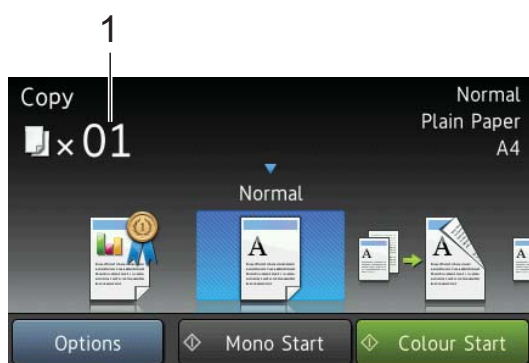 1
Copy
×01
Normal
Plain Paper
A4
Normal
A
A
A
Options
Mono Start
Colour Start